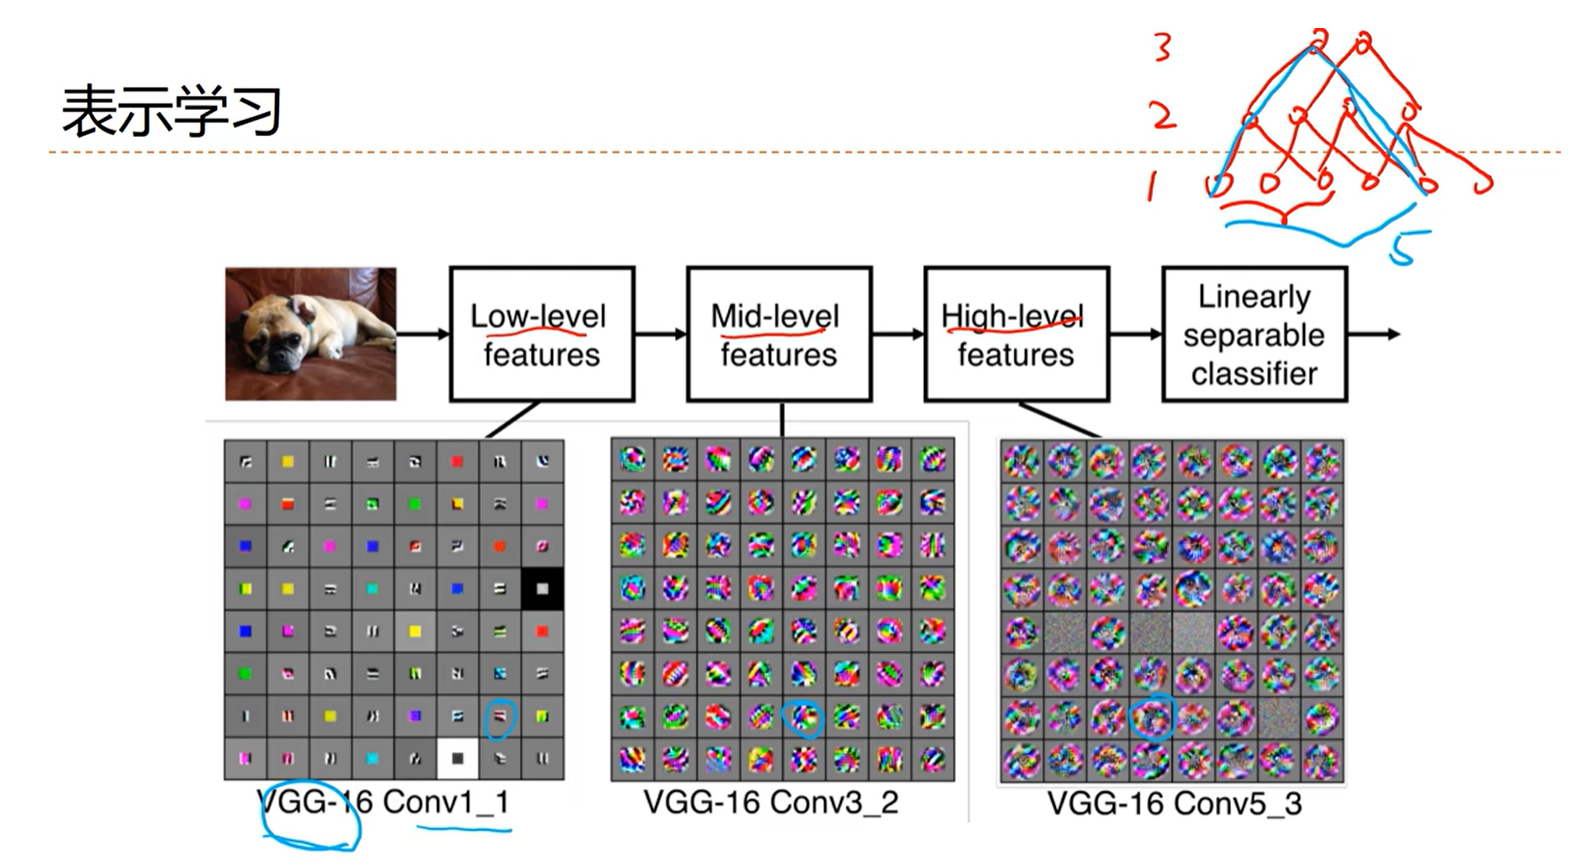 表示学习
3
2
1
5
Low-level
features
Mid-level
features
High-level
features
Linearly
separable
classifier
VGG-16 Conv1_1
VGG-16 Conv3_2
VGG-16 Conv5_3